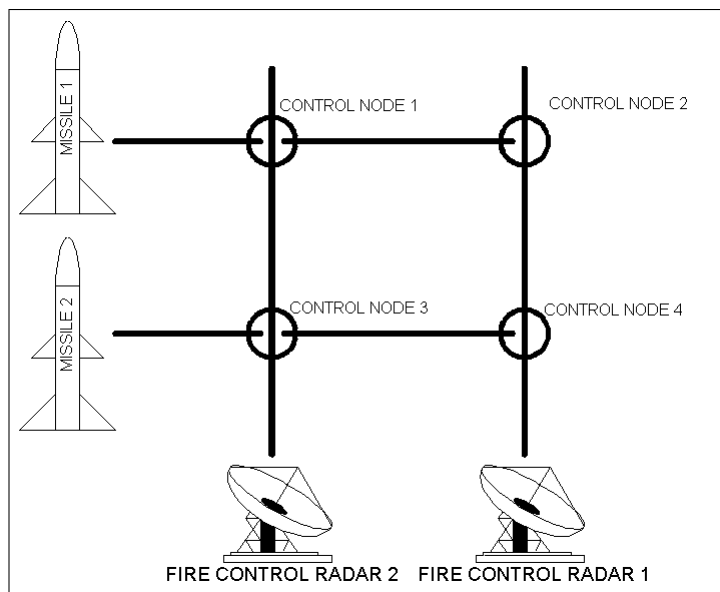 MISSILE 1
CONTROL NODE 1
CONTROL NODE 2
MISSILE 2
CONTROL NODE 3
CONTROL NODE 4
FIRE CONTROL RADAR 2
FIRE CONTROL RADAR 1